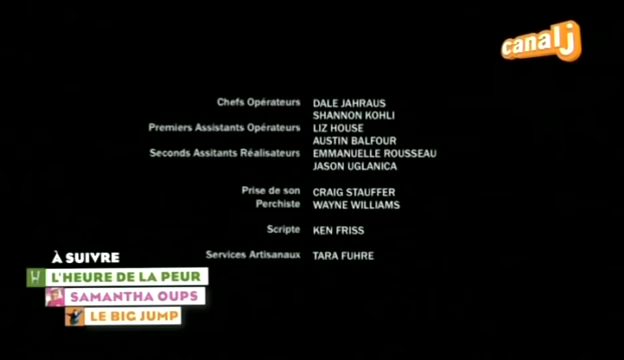 canal j
Chefs Opérateurs DALE JAHRAUS
SHANNON KOHLI
Premiers Assistants Opérateurs LIZ HOUSE
AUSTIN BALFOUR
Seconds Assitants Réalisateurs EMMANUELLE ROUSSEAU
JASON UGLANICA
Prise de son CRAIG STAUFFER
Perchiste WAYNE WILLIAMS
Scripte KEN FRISS
Services Artisanaux TARA FUHRE
À SUIVRE
L'HEURE DE LA PEUR
SAMANTHA OUPS
LE BIG JUMP